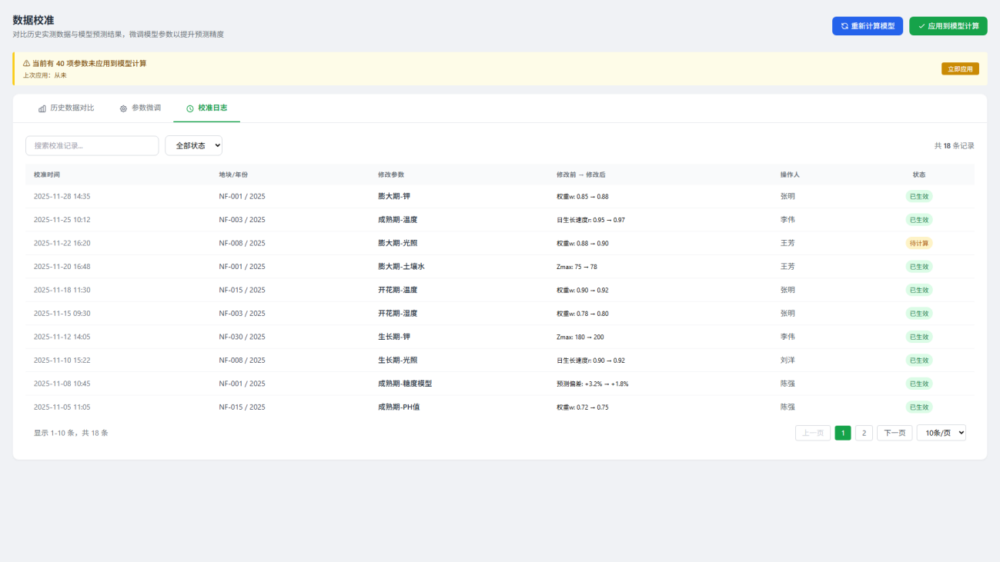 数据校准
对比历史实测数据与模型预测结果，微调模型参数以提升预测精度
重新计算模型
应用到模型计算
当前有 40 项参数未应用到模型计算
上次应用：从未
立即应用
历史数据对比 参数微调 校准日志
搜索校准记录... 全部状态 共 18 条记录
校准时间 地块/年份 修改参数 修改前 → 修改后 操作人 状态
2025-11-28 14:35 NF-001 / 2025 膨大期-钾 权重w: 0.85 → 0.88 张明 已生效
2025-11-25 10:12 NF-003 / 2025 成熟期-温度 日生长速度r: 0.95 → 0.97 李伟 已生效
2025-11-22 16:20 NF-008 / 2025 膨大期-光照 权重w: 0.88 → 0.90 王芳 待计算
2025-11-20 16:48 NF-001 / 2025 膨大期-土壤水 Zmax: 75 → 78 王芳 已生效
2025-11-18 11:30 NF-015 / 2025 开花期-温度 权重w: 0.90 → 0.92 张明 已生效
2025-11-15 09:30 NF-003 / 2025 开花期-湿度 权重w: 0.78 → 0.80 张明 已生效
2025-11-12 14:05 NF-030 / 2025 生长期-钾 Zmax: 180 → 200 李伟 已生效
2025-11-10 15:22 NF-008 / 2025 生长期-光照 日生长速度r: 0.90 → 0.92 刘洋 已生效
2025-11-08 10:45 NF-001 / 2025 成熟期-糖度模型 预测偏差: +3.2% → +1.8% 陈强 已生效
2025-11-05 11:05 NF-015 / 2025 成熟期-PH值 权重w: 0.72 → 0.75 陈强 已生效
显示 1-10 条，共 18 条 上一页 1 2 下一页 10条/页